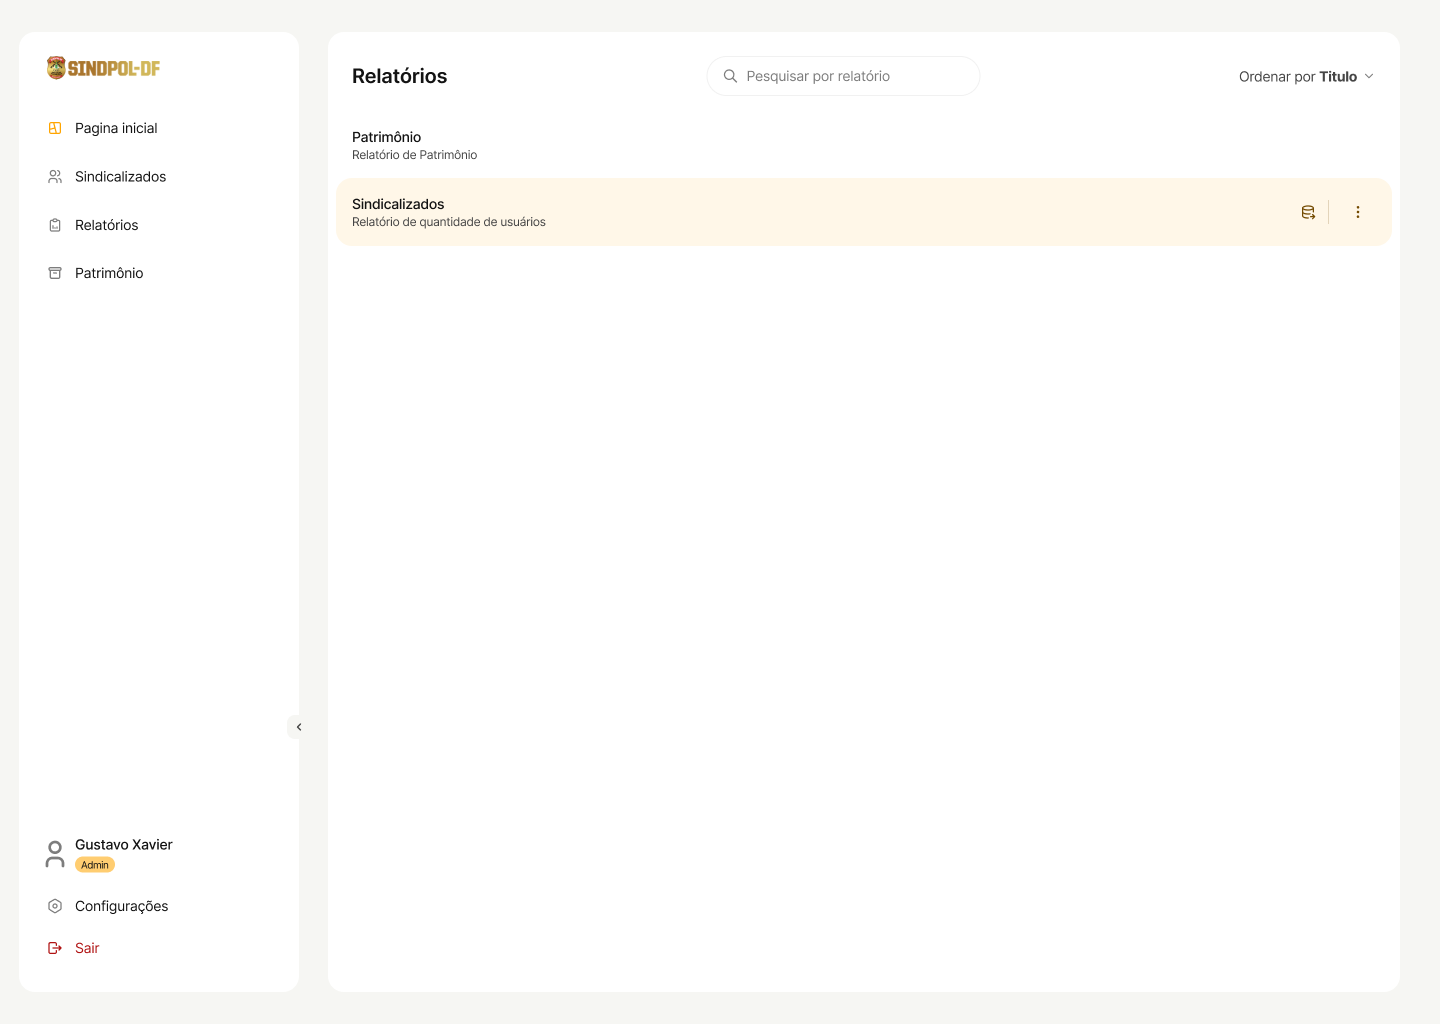 SINDPOL-DF
Pagina inicial
Sindicalizados
Relatórios
Patrimônio
Gustavo Xavier
Admin
Configurações
Sair
Relatórios
Pesquisar por relatório
Ordenar por Titulo
Patrimônio
Relatório de Patrimônio
Sindicalizados
Relatório de quantidade de usuários